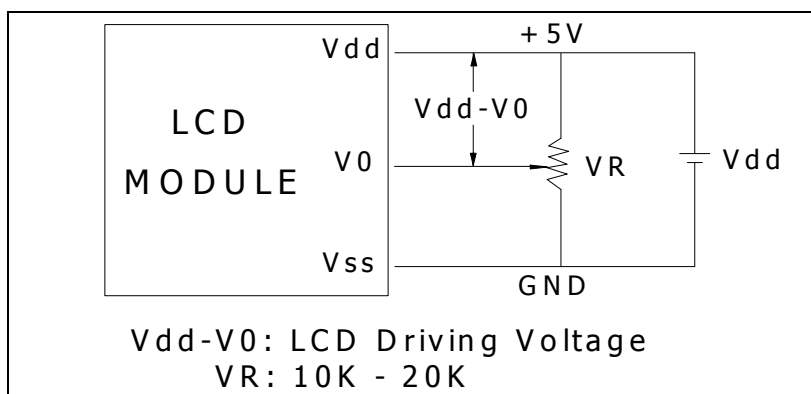 Vdd
+5V
Vdd-V0
LCD
MODULE
V0
VR
Vdd
Vss
GND
Vdd-V0: LCD Driving Voltage
VR: 10K - 20K